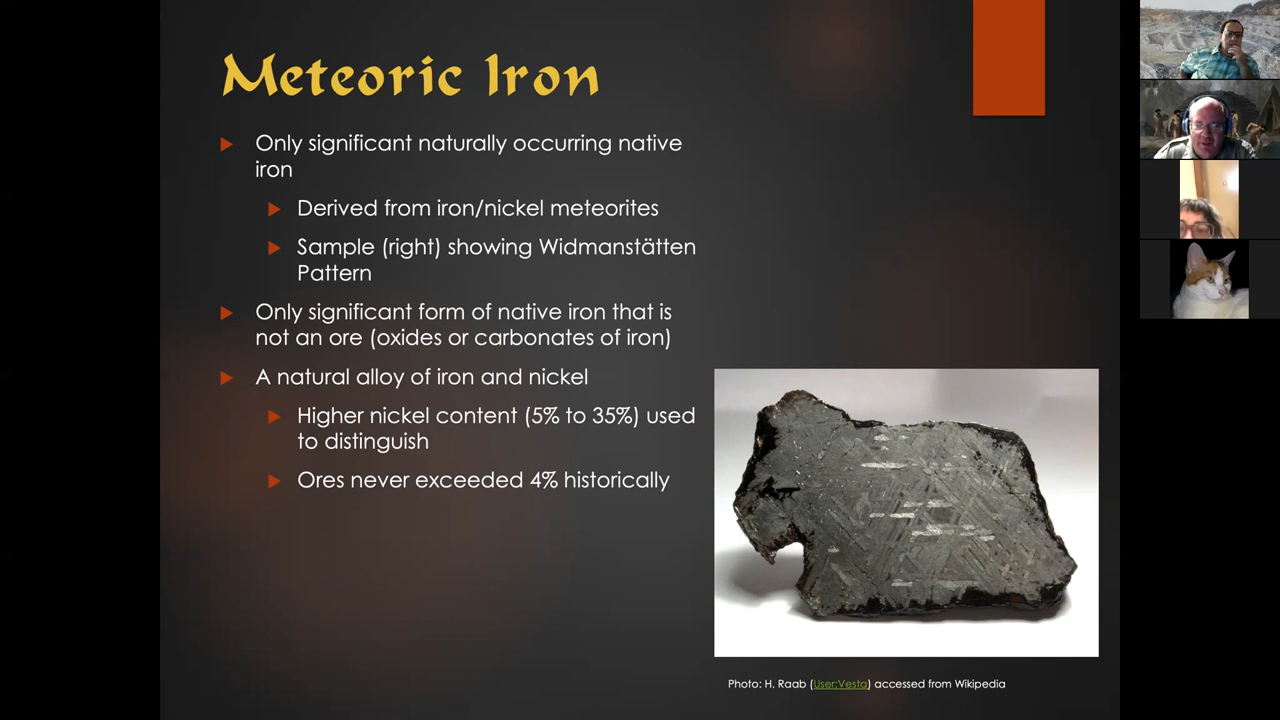 Meteoric Iron
Only significant naturally occurring native
iron
Derived from iron/nickel meteorites
Sample (right) showing Widmanstätten
Pattern
Only significant form of native iron that is
not an ore (oxides or carbonates of iron)
A natural alloy of iron and nickel
Higher nickel content (5% to 35%) used
to distinguish
Ores never exceeded 4% historically
Photo: H. Raab (User:Vesta) accessed from Wikipedia